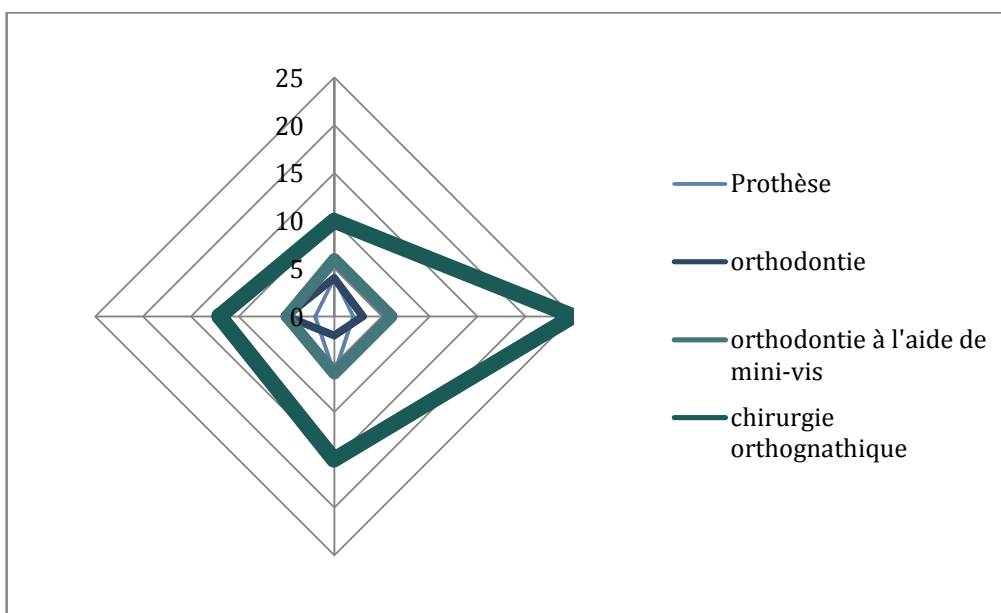 25
20
15
10
5
0
Prothèse
orthodontie
orthodontie à l'aide de
mini-vis
chirurgie
orthognathique